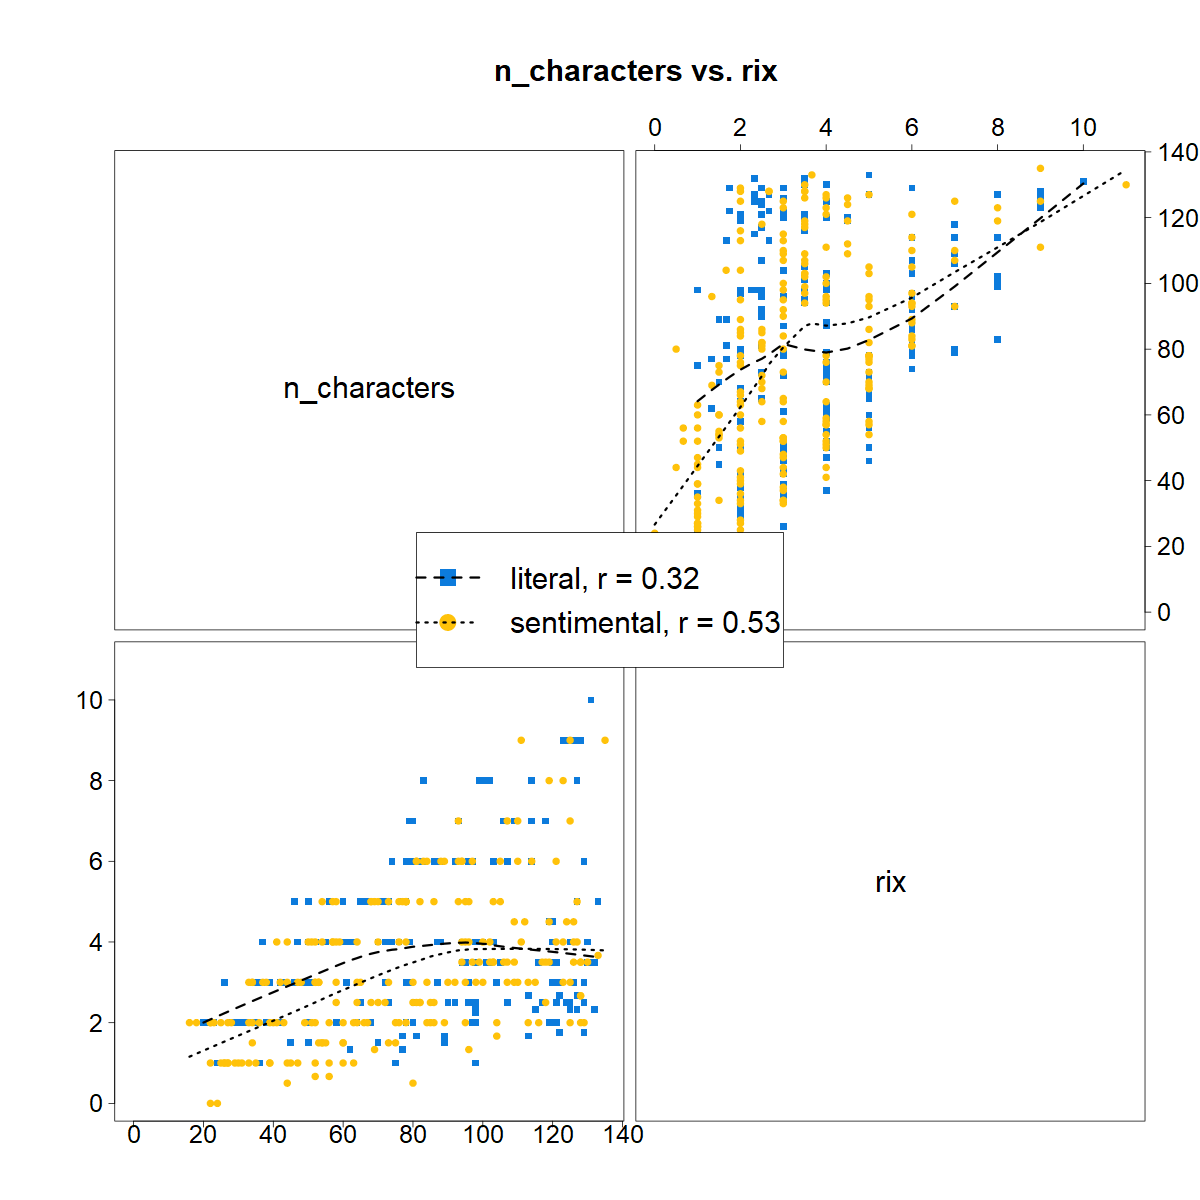 n_characters vs. rix
0 2 4 6 8 10
140
120
100
80
60
40
20
0
n_characters
literal, r = 0.32
sentimental, r = 0.53
10
8
6
4
2
0
rix
0 20 40 60 80 100 120 140